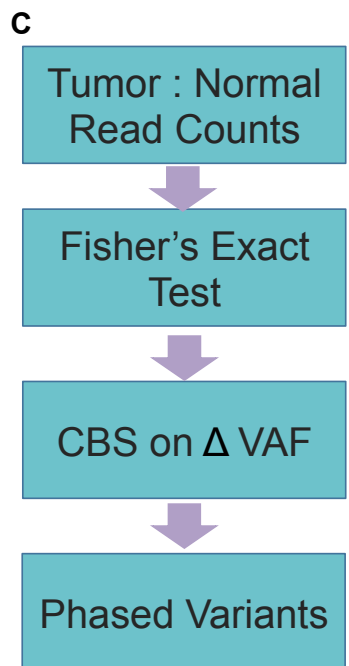 C
Tumor : Normal
Read Counts
Fisher’s Exact
Test
CBS on Δ VAF
Phased Variants